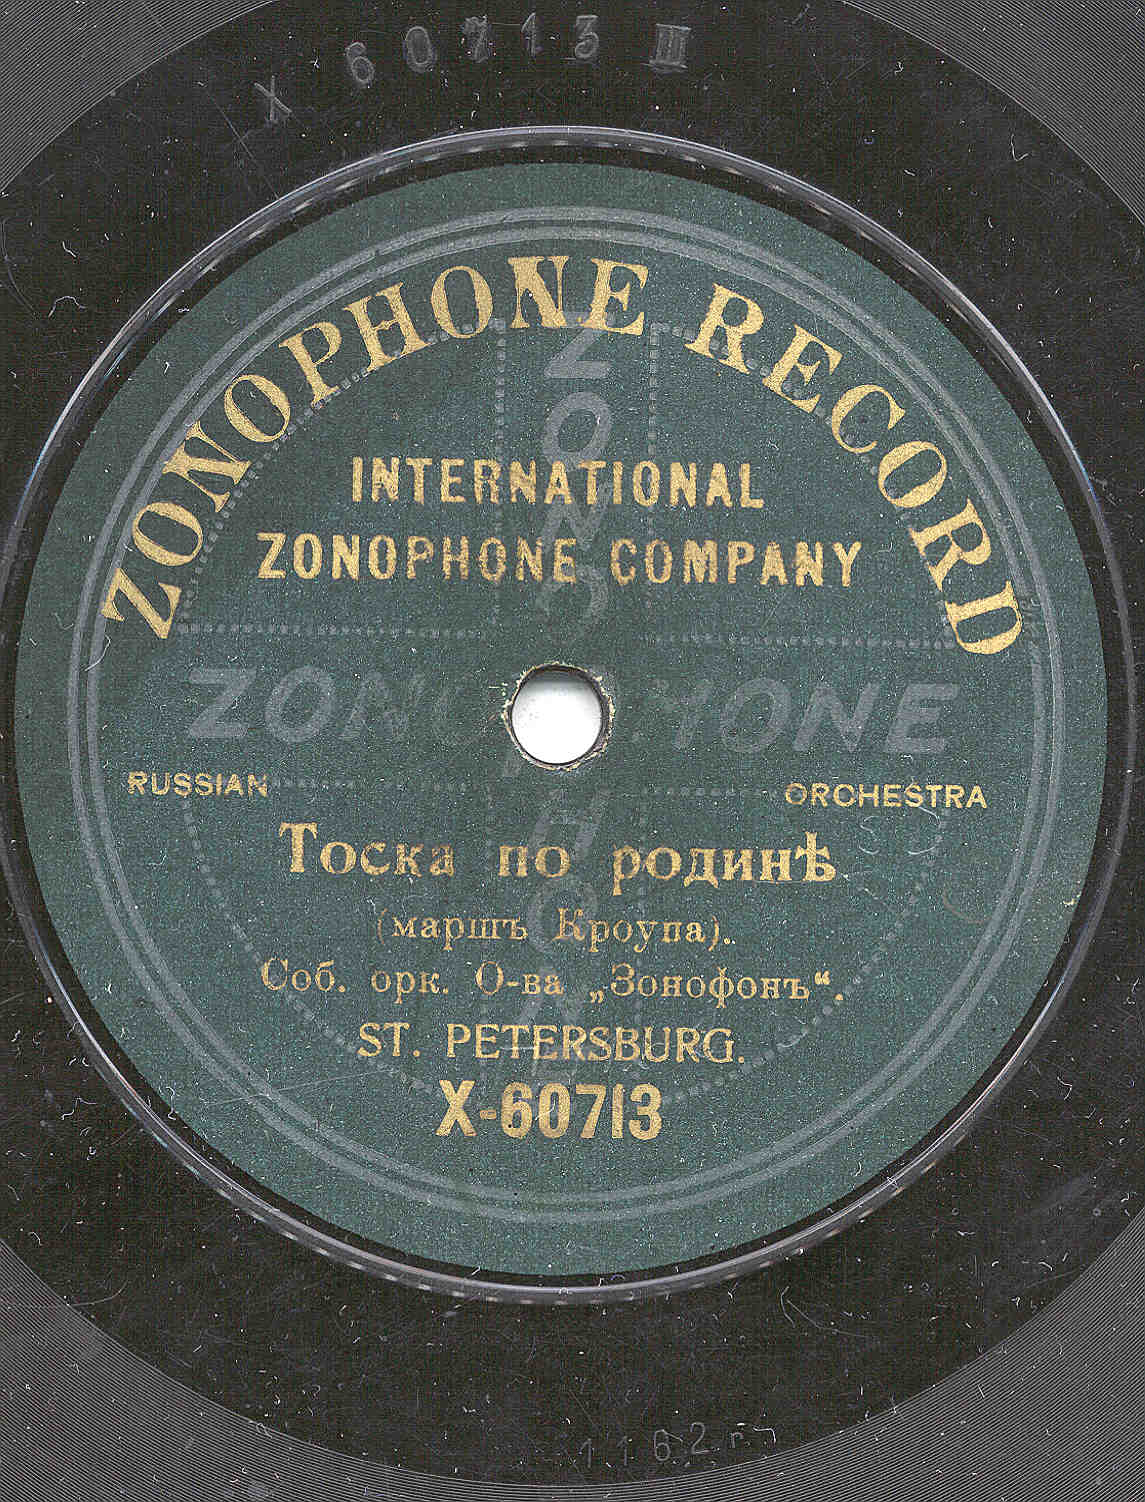 X 60713 III
ZONOPHONE RECORD
INTERNATIONAL
ZONOPHONE COMPANY
ZONOPHONE
RUSSIAN ORCHESTRA
Тоска по родинѣ
(маршъ Кроупа).
Соб. орк. О-ва „Зонофонъ“.
ST. PETERSBURG.
X-60713